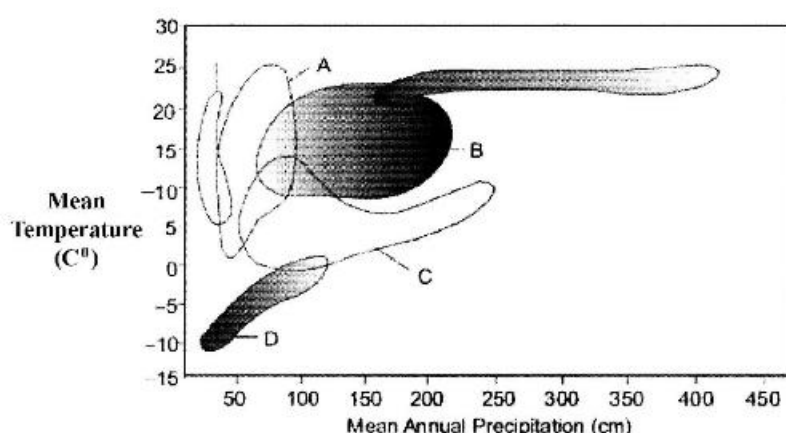 30
25
20
15
-10
5
0
-5
-10
-15
A
B
C
D
Mean
Temperature
(C⁰)
50 100 150 200 250 300 350 400 450
Mean Annual Precipitation (cm)